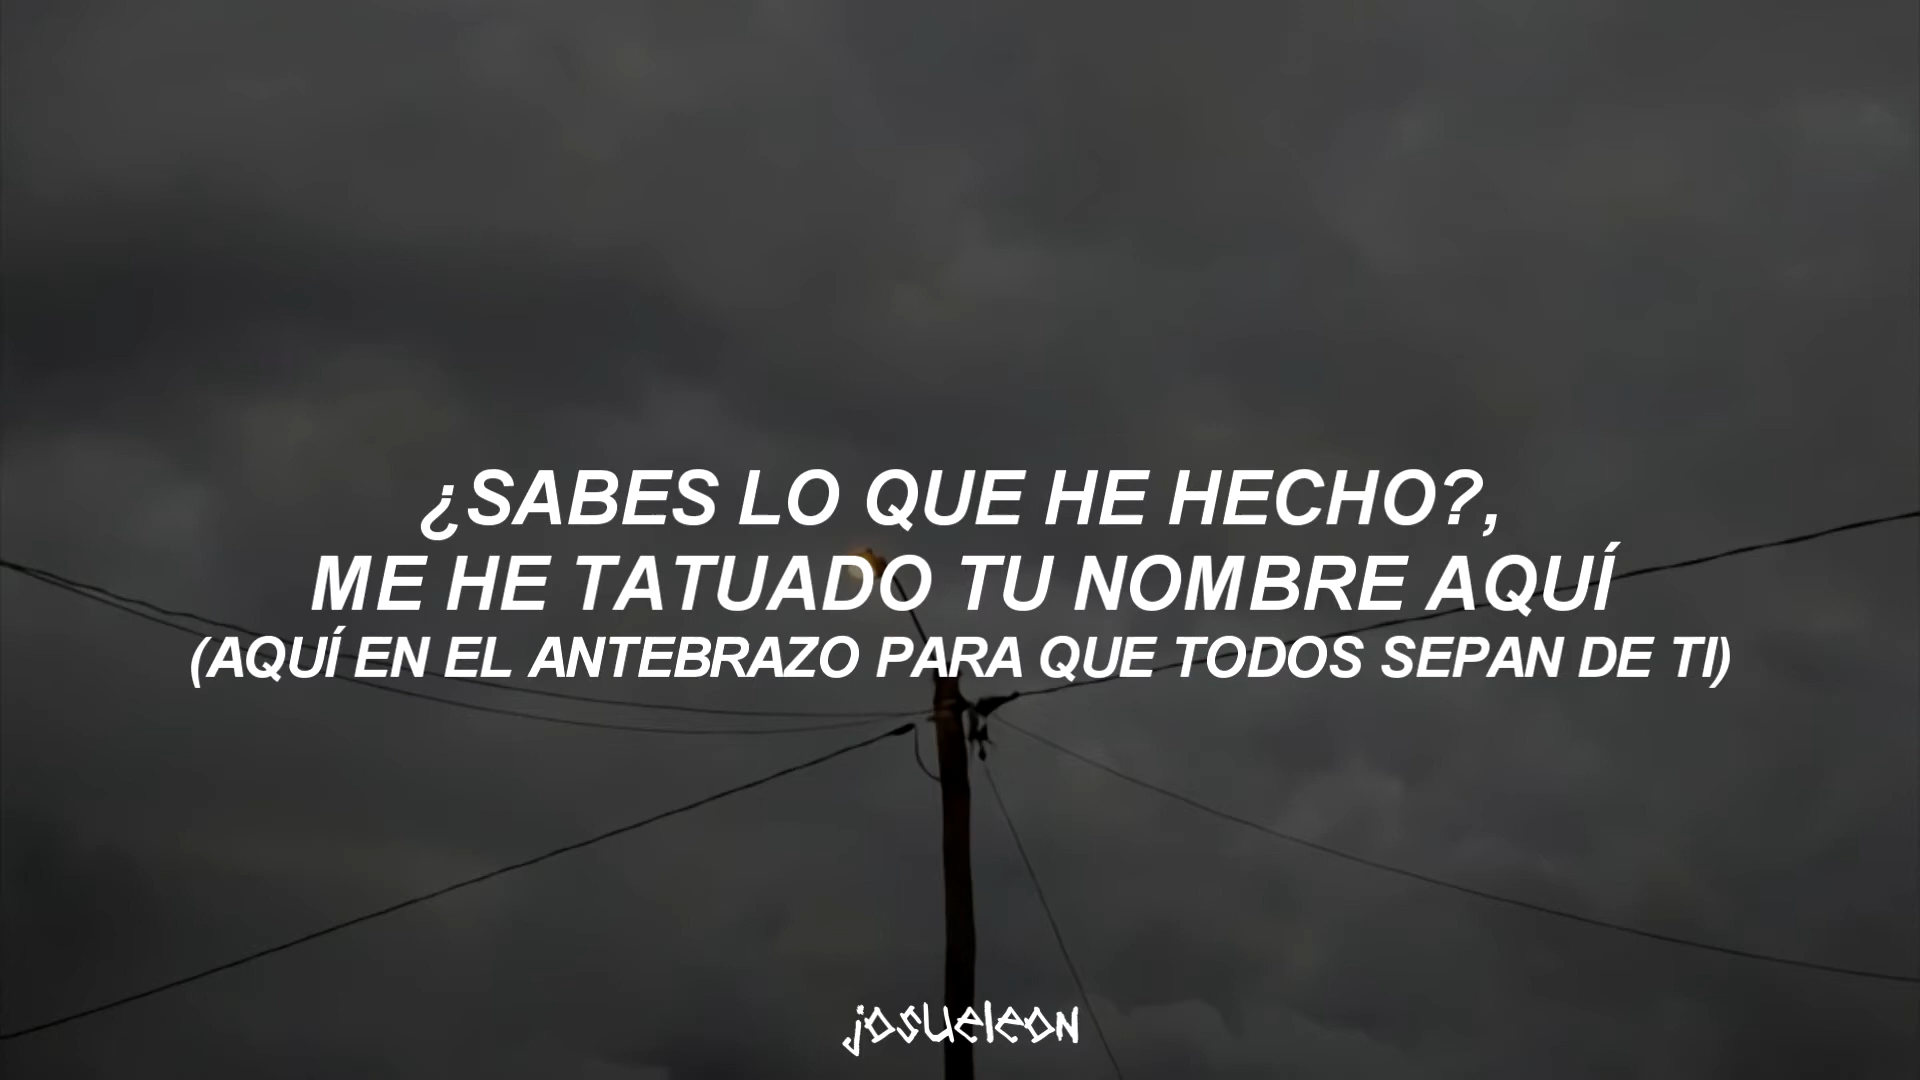 ¿SABES LO QUE HE HECHO?,
ME HE TATUADO TU NOMBRE AQUÍ
(AQUÍ EN EL ANTEBRAZO PARA QUE TODOS SEPAN DE TI)
josueleon